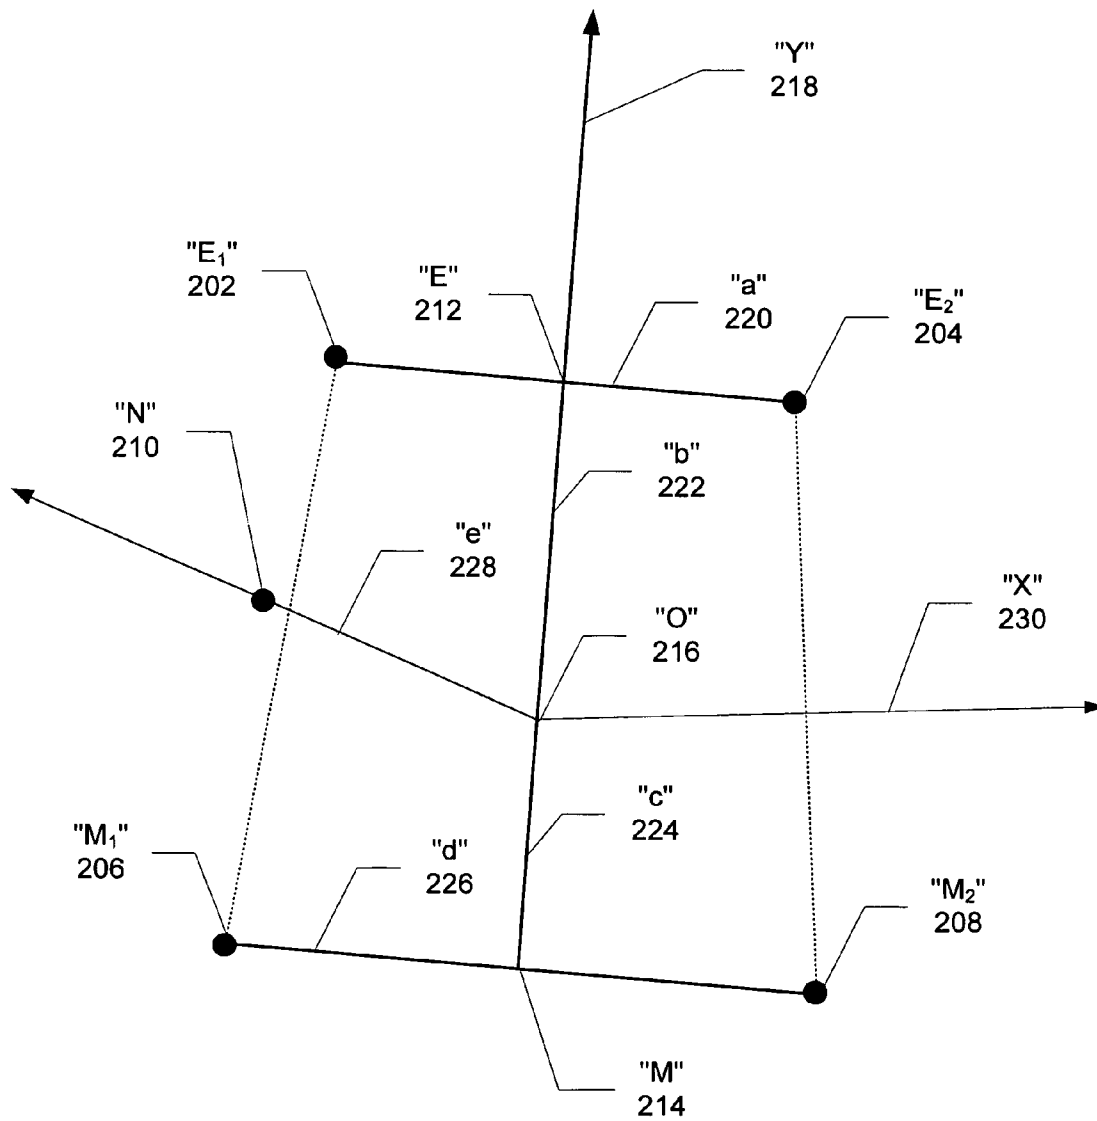 "Y"
218
"E₁"
202
"E"
212
"a"
220
"E₂"
204
"N"
210
"b"
222
"e"
228
"X"
230
"O"
216
"c"
224
"M₁"
206
"d"
226
"M₂"
208
"M"
214